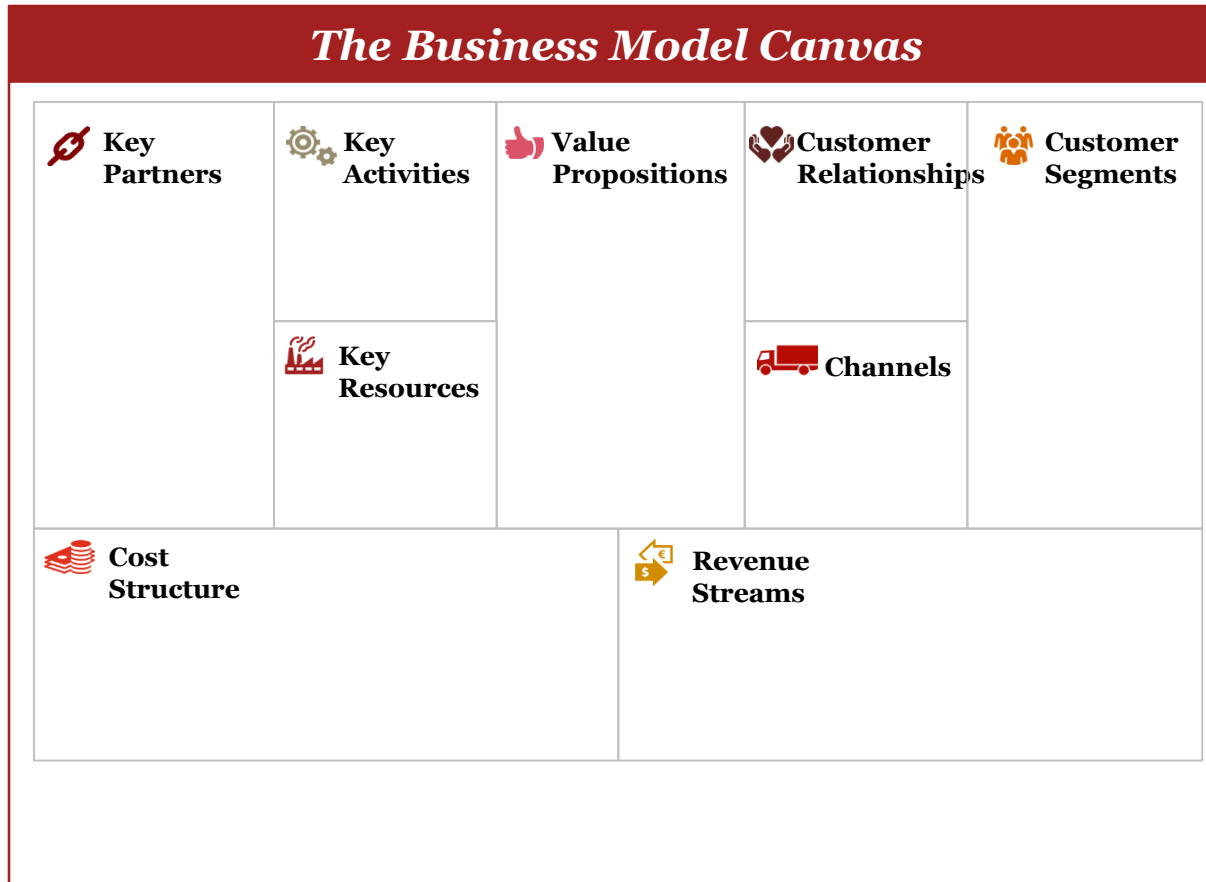 The Business Model Canvas
Key
Partners
Key
Activities
Value
Propositions
Customer
Relationships
Customer
Segments
Key
Resources
Channels
Cost
Structure
€
$
Revenue
Streams